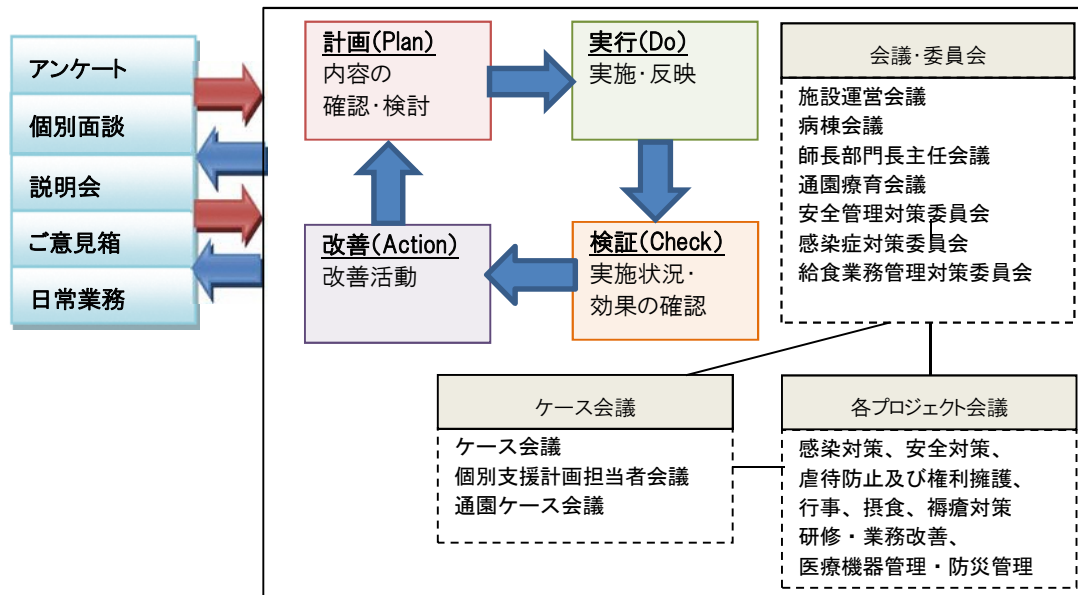 アンケート
個別面談
説明会
ご意見箱
日常業務
計画(Plan)
内容の
確認・検討
実行(Do)
実施・反映
改善(Action)
改善活動
検証(Check)
実施状況・
効果の確認
会議・委員会
施設運営会議
病棟会議
師長部門長主任会議
通園療育会議
安全管理対策委員会
感染症対策委員会
給食業務管理対策委員会
ケース会議
ケース会議
個別支援計画担当者会議
通園ケース会議
各プロジェクト会議
感染対策、安全対策、
虐待防止及び権利擁護、
行事、摂食、褥瘡対策
研修・業務改善、
医療機器管理・防災管理